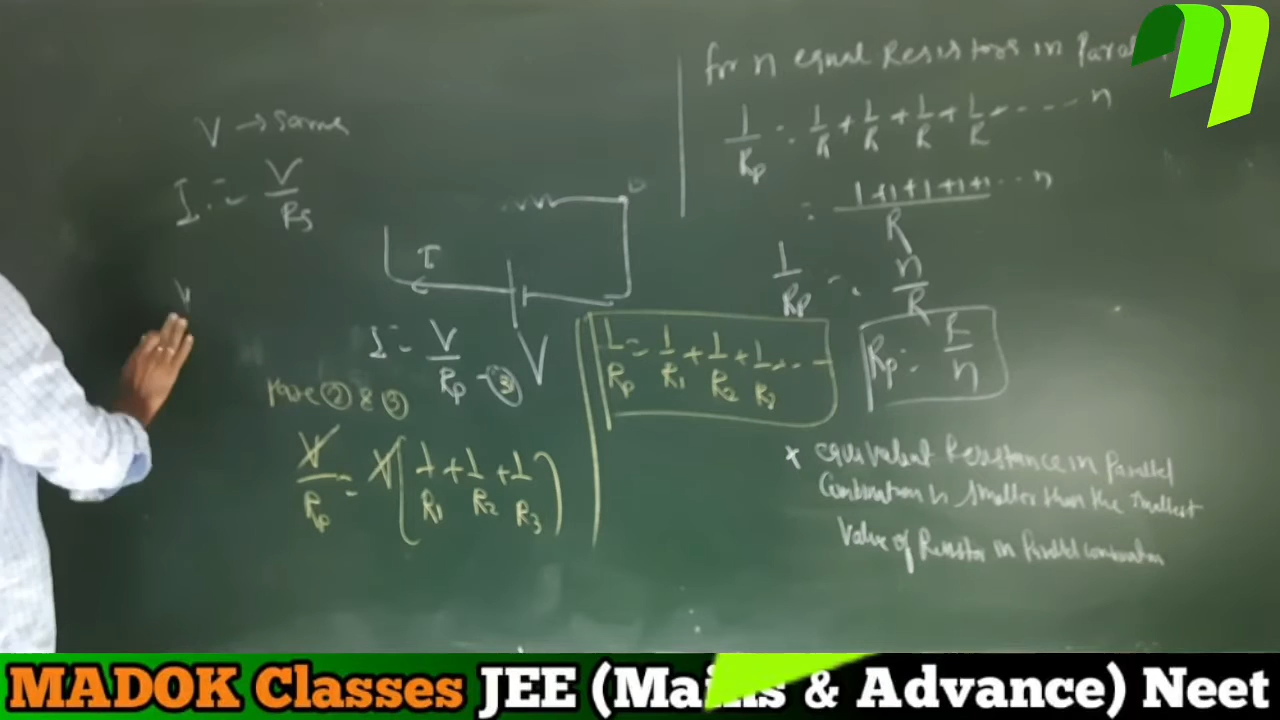 V → same
I = V/Rs
V
I
I = V/Rp - ③ V
② & ③
V/Rp = V(1/R1 + 1/R2 + 1/R3)
1/Rp = 1/R1 + 1/R2 + 1/R3 ...
for n equal Resistors in
1/Rp = 1/R + 1/R + 1/R + 1/R + .... n
= 1+1+1+1+1... n / R
1/Rp = n/R
Rp = R/n
* equivalent Resistance in Parallel
Combination is smaller than the smallest
Value of Resistor in Parallel combination
MADOK Classes JEE (Mains & Advance) Neet